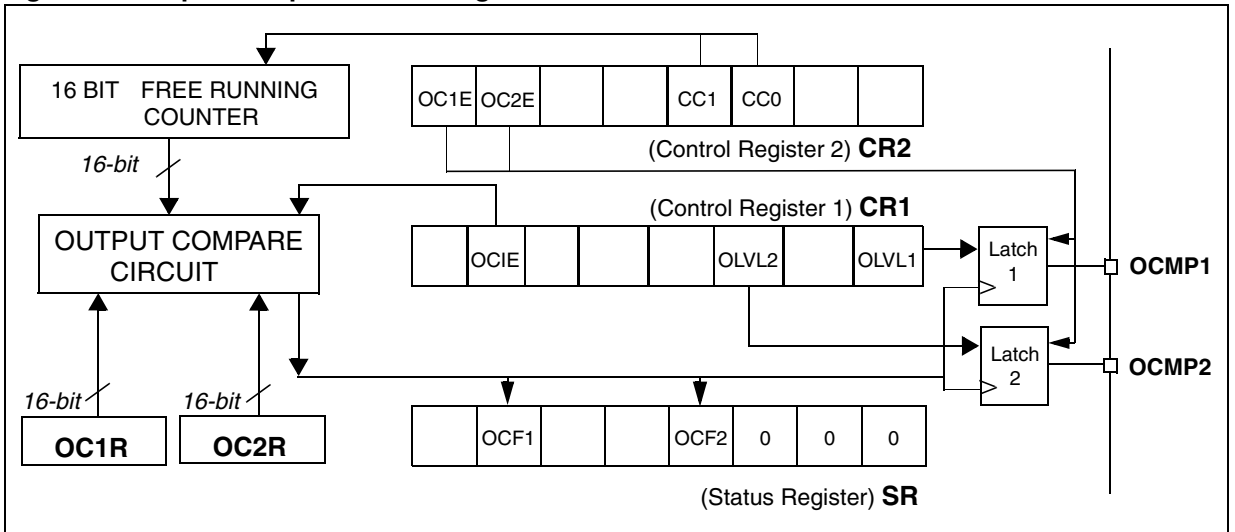 16 BIT FREE RUNNING
COUNTER
OC1E OC2E CC1 CC0
(Control Register 2) CR2
16-bit
(Control Register 1) CR1
OUTPUT COMPARE
CIRCUIT
OCIE OLVL2 OLVL1
Latch
1
OCMP1
Latch
2
OCMP2
16-bit 16-bit
OC1R OC2R
OCF1 OCF2 0 0 0
(Status Register) SR